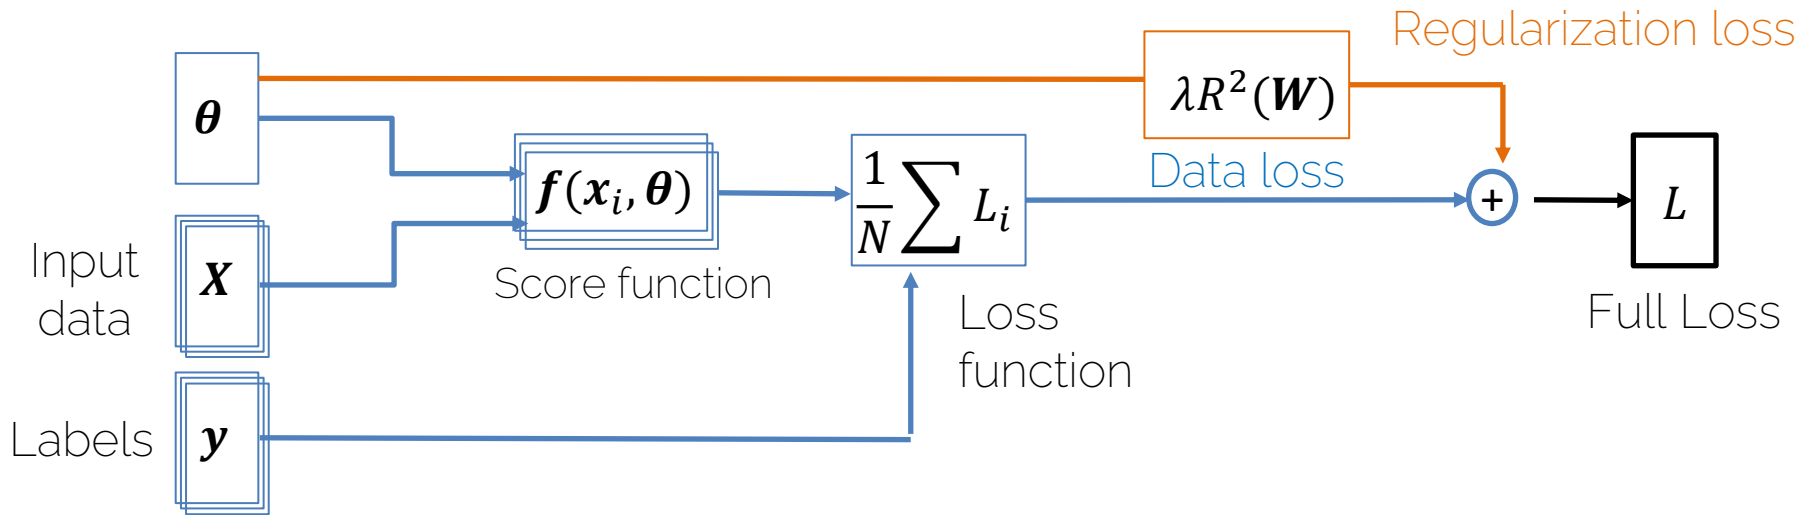 Regularization loss
θ
λR²(W)
f(xᵢ, θ)
1/N ∑ Lᵢ
Data loss
+
L
Input
data
X
Score function
Loss
function
Full Loss
Labels
y